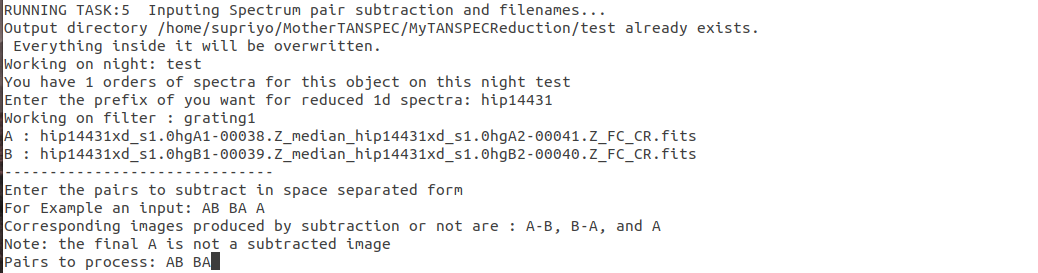 RUNNING TASK:5  Inputing Spectrum pair subtraction and filenames...
Output directory /home/supriyo/MotherTANSPEC/MyTANSPECReduction/test already exists.
 Everything inside it will be overwritten.
Working on night: test
You have 1 orders of spectra for this object on this night test
Enter the prefix of you want for reduced 1d spectra: hip14431
Working on filter : grating1
A : hip14431xd_s1.0hgA1-00038.Z_median_hip14431xd_s1.0hgA2-00041.Z_FC_CR.fits
B : hip14431xd_s1.0hgB1-00039.Z_median_hip14431xd_s1.0hgB2-00040.Z_FC_CR.fits
------------------------------
Enter the pairs to subtract in space separated form
For Example an input: AB BA A
Corresponding images produced by subtraction or not are : A-B, B-A, and A
Note: the final A is not a subtracted image
Pairs to process: AB BA